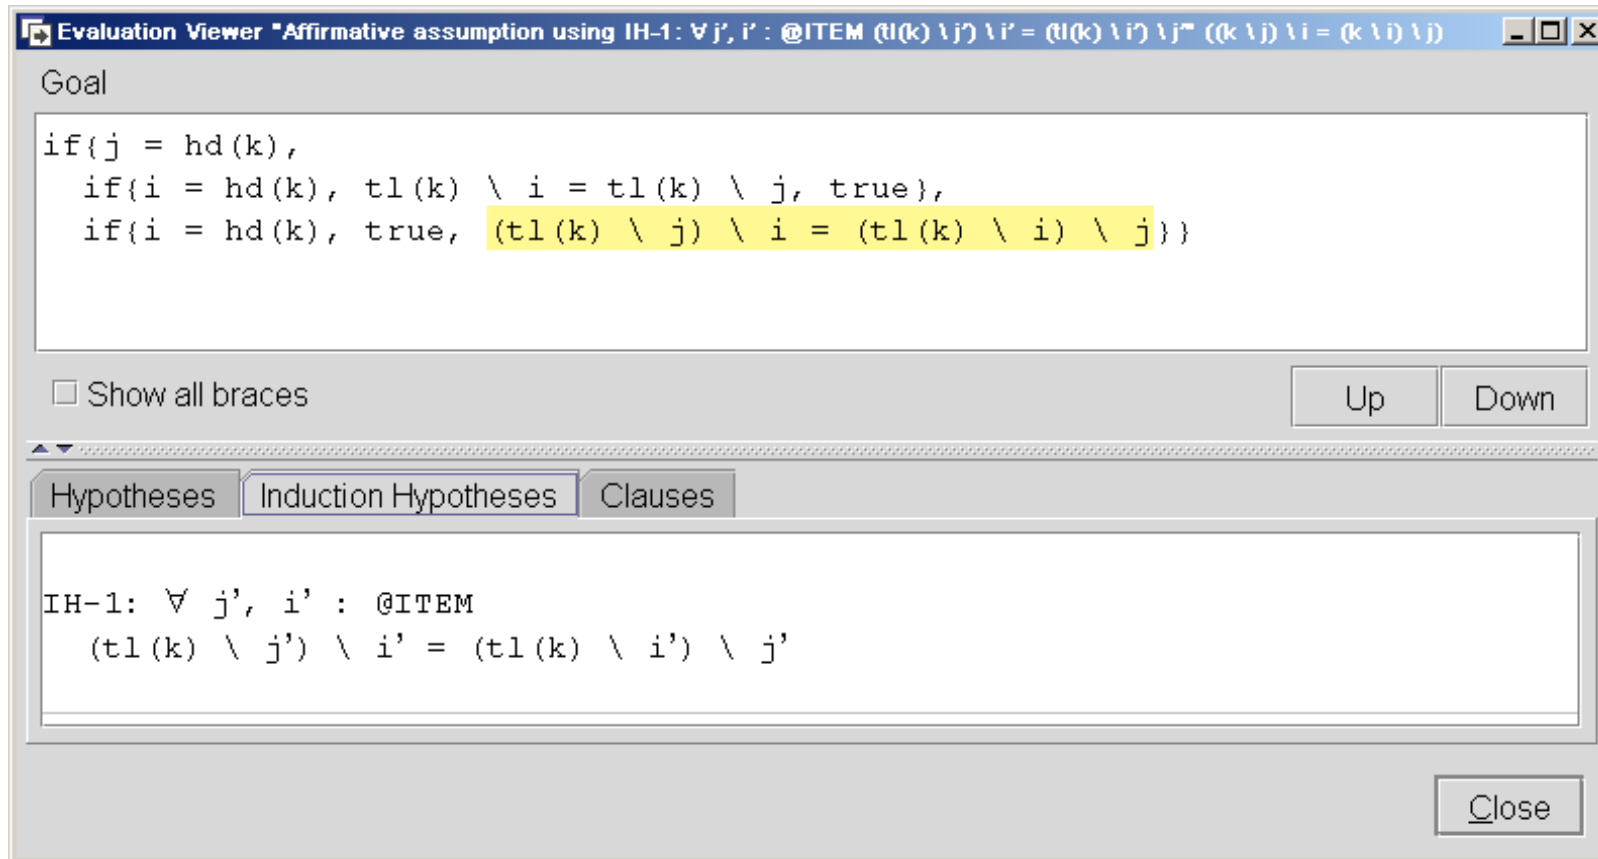 Evaluation Viewer "Affirmative assumption using IH-1: ∀ j', i' : @ITEM (tl(k) \ j') \ i' = (tl(k) \ i') \ j'" ((k \ j) \ i = (k \ i) \ j)
Goal
if{j = hd(k),
  if{i = hd(k), tl(k) \ i = tl(k) \ j, true},
  if{i = hd(k), true, (tl(k) \ j) \ i = (tl(k) \ i) \ j}}
Show all braces
Up Down
Hypotheses Induction Hypotheses Clauses
IH-1: ∀ j', i' : @ITEM
  (tl(k) \ j') \ i' = (tl(k) \ i') \ j'
Close